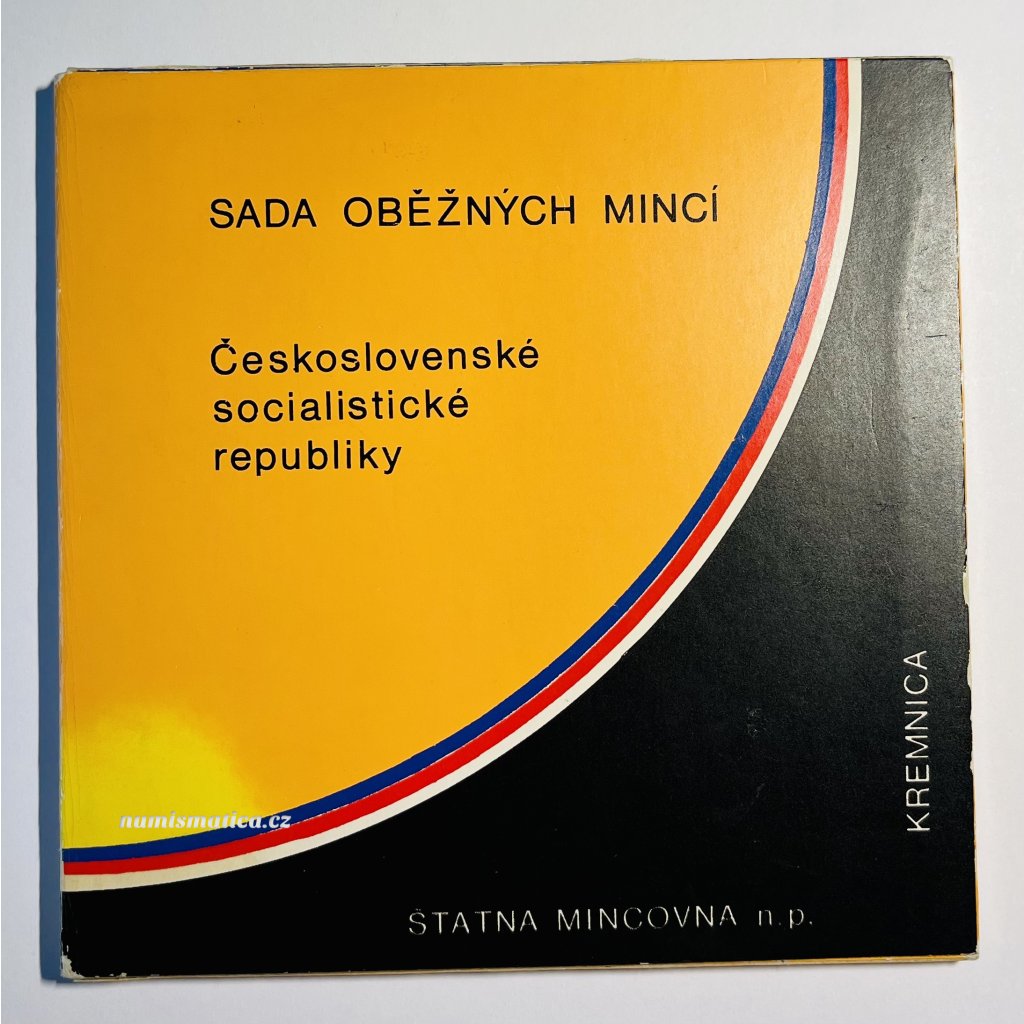 SADA OBĚŽNÝCH MINCÍ
Československé
socialistické
republiky
KREMNICA
numismatica.cz
ŠTATNA MINCOVNA n.p.